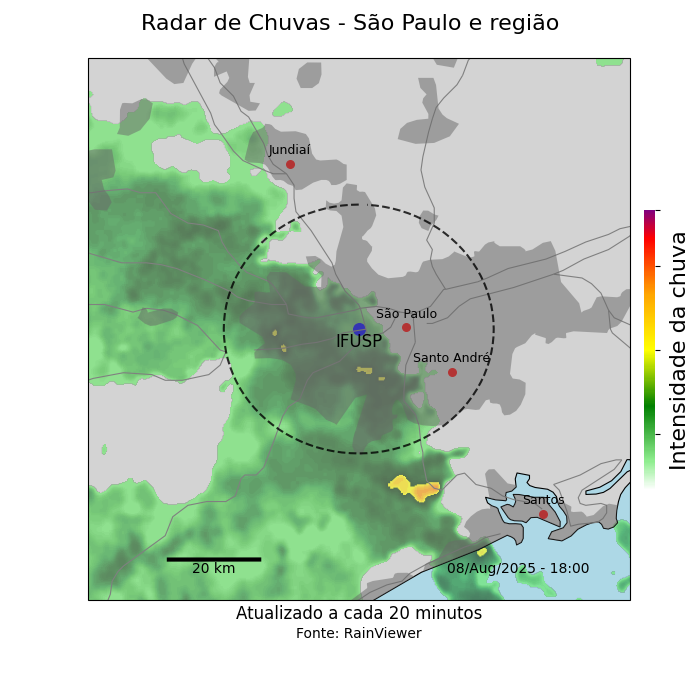 Radar de Chuvas - São Paulo e região
Jundiaí
São Paulo
IFUSP
Santo André
Santos
20 km
08/Aug/2025 - 18:00
Intensidade da chuva
Atualizado a cada 20 minutos
Fonte: RainViewer